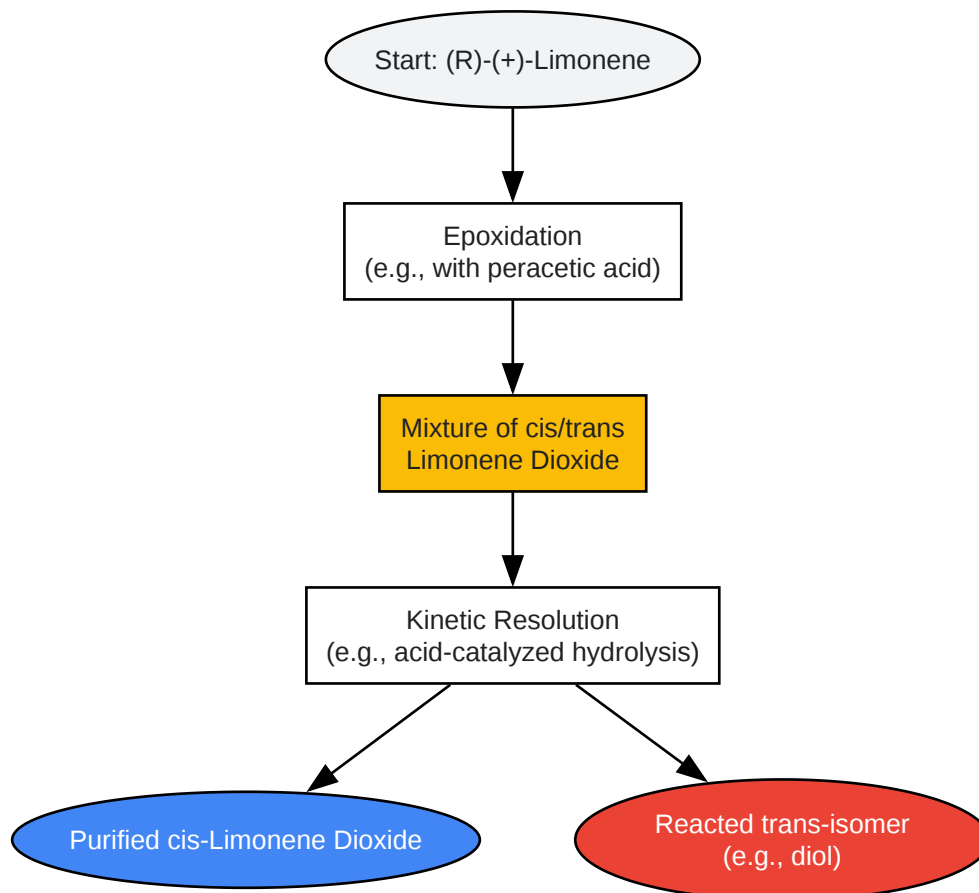 Start: (R)-(+)-Limonene
Epoxidation
(e.g., with peracetic acid)
Mixture of cis/trans
Limonene Dioxide
Kinetic Resolution
(e.g., acid-catalyzed hydrolysis)
Purified cis-Limonene Dioxide
Reacted trans-isomer
(e.g., diol)